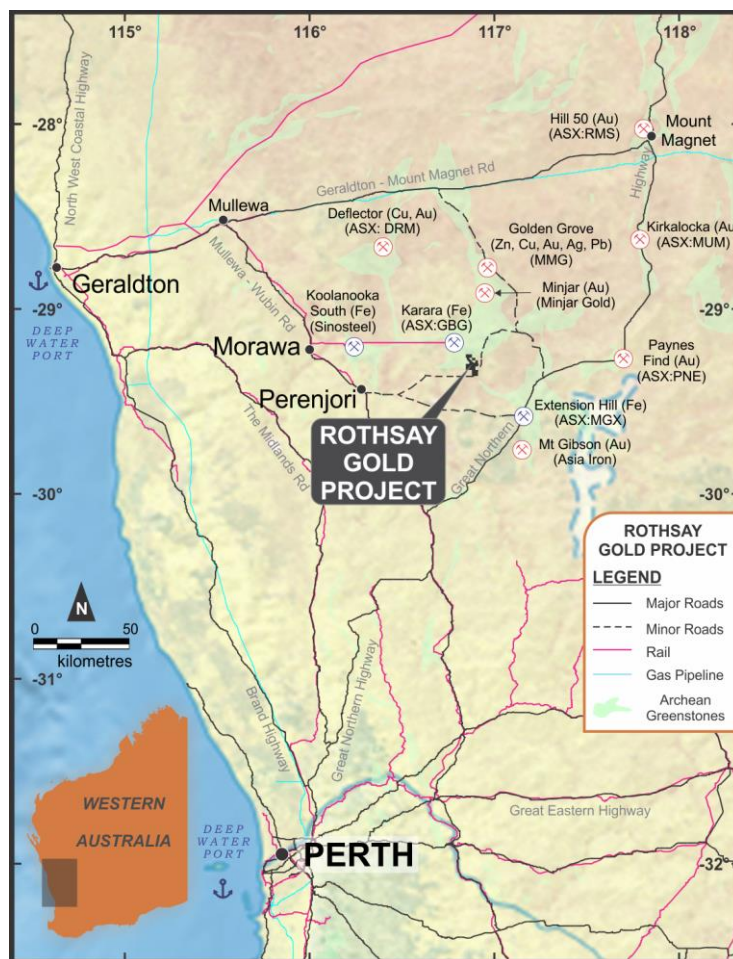 115°
116°
117°
118°
North West Coastal Highway
-28°
Hill 50 (Au)
(ASX:RMS)
Mount
Magnet
Geraldton - Mount Magnet Rd
Highway
Mullewa
Deflector (Cu, Au)
(ASX: DRM)
Golden Grove
(Zn, Cu, Au, Ag, Pb)
(MMG)
Kirkalocka (Au
(ASX:MUM)
Mullewa - Wubin Rd
Geraldton
-29°
DEEP
WATER
PORT
Koolanooka
South (Fe)
(Sinosteel)
Karara (Fe)
(ASX:GBG)
Minjar (Au)
(Minjar Gold)
-29°
Morawa
Paynes
Find (Au)
(ASX:PNE)
Perenjori
The Midlands Rd
ROTHSAY
GOLD
PROJECT
Extension Hill (Fe)
(ASX:MGX)
Great Northern
Mt Gibson (Au)
(Asia Iron)
-30°
-30°
ROTHSAY
GOLD PROJECT
LEGEND
Major Roads
Minor Roads
Rail
Gas Pipeline
Archean
Greenstones
N
0 50
kilometres
-31°
Brand Highway
Great Northern Highway
WESTERN
AUSTRALIA
Great Eastern Highway
DEEP
WATER
PORT
PERTH
-32°
115°
116°
117°
118°